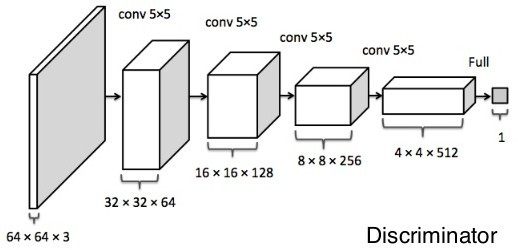 conv 5×5
conv 5×5
conv 5×5
conv 5×5
Full
64 × 64 × 3
32 × 32 × 64
16 × 16 × 128
8 × 8 × 256
4 × 4 × 512
1
Discriminator